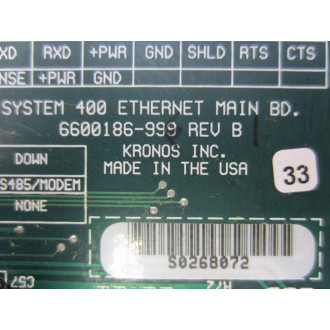 XD RXD +PWR GND SHLD RTS CTS
NSE +PWR GND
SYSTEM 400 ETHERNET MAIN BD.
6600186-999 REV B
KRONOS INC.
MADE IN THE USA
DOWN
S485/MODEM
NONE
33
S0268072
C57